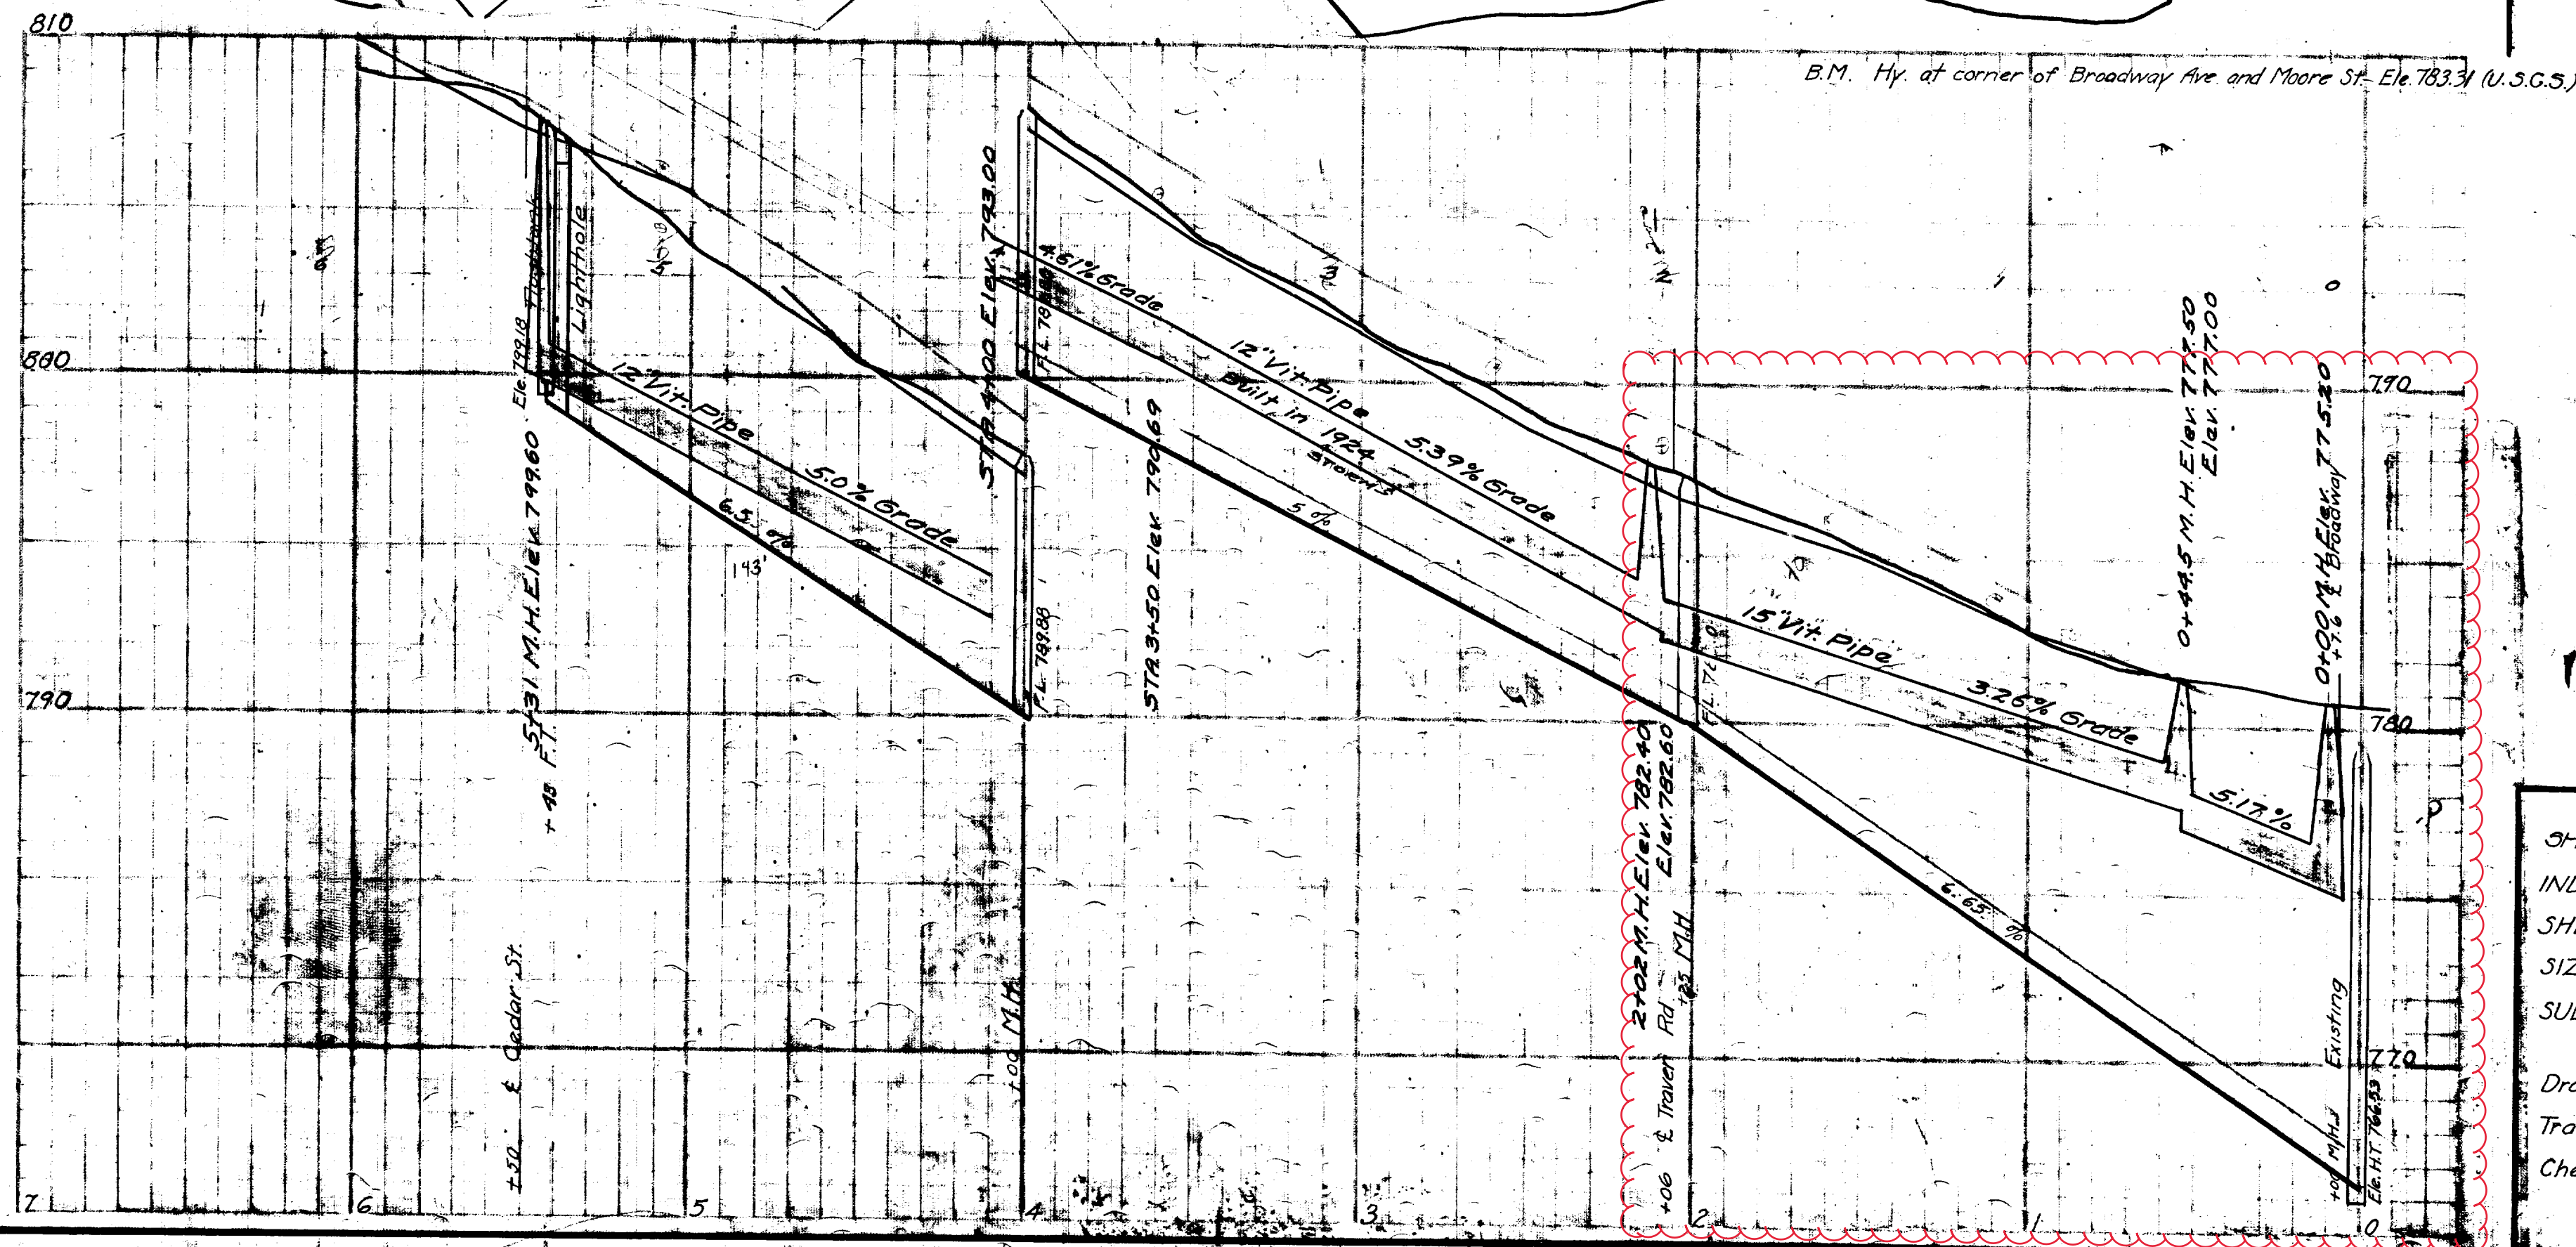 810
B.M. Hy. at corner of Broadway Ave. and Moore St. Ele. 783.31 (U.S.G.S.)
800
790
Ele. 799.18
Lighthole
12" Vit. Pipe
5.0% Grade
6.5 %
143'
5+31 M.H. Elev. 799.60
+48 F.T.
+50 ℄ Cedar St.
STA. 4+00 Elev. 793.00
4.61% Grade
12" Vit. Pipe
5.39% Grade
Built in 1924
STORM S
5 %
F.L. 789.88
STA. 3+50 Elev. 790.69
+00 M.H.
2+02 M.H. Elev. 782.40
Elev. 782.60
+06 ℄ Traven Rd
+25 M.H
15" Vit. Pipe
3.26% Grade
5.17%
6.65 %
0+44.5 M.H. Elev. 777.50
Elev. 777.00
0+00 M.H. Elev. 775.20
+7.6 ℄ Broadway
790
780
770
Existing
+00 M.H.
Ele. H.T. 766.53
7
6
5
4
3
2
1
0